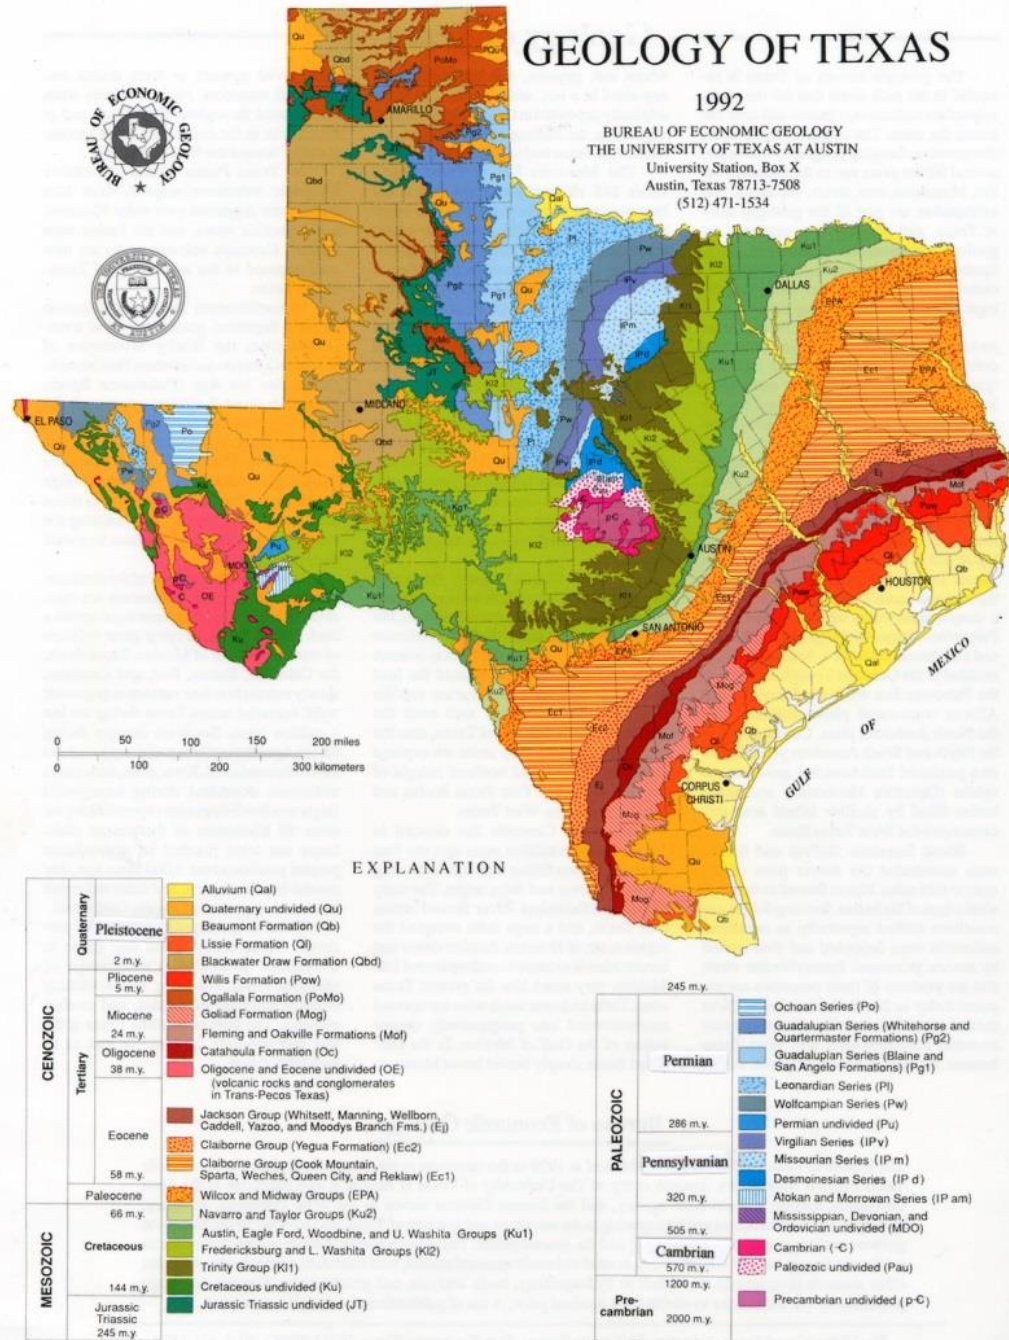 GEOLOGY OF TEXAS
1992
BUREAU OF ECONOMIC GEOLOGY
THE UNIVERSITY OF TEXAS AT AUSTIN
University Station, Box X
Austin, Texas 78713-7508
(512) 471-1534
BUREAU OF ECONOMIC GEOLOGY
AMARILLO
DALLAS
EL PASO
MIDLAND
AUSTIN
HOUSTON
SAN ANTONIO
CORPUS CHRISTI
GULF OF MEXICO
0 50 100 150 200 miles
0 100 200 300 kilometers
EXPLANATION
CENOZOIC
Quaternary
Pleistocene
2 m.y.
Tertiary
Pliocene
5 m.y.
Miocene
24 m.y.
Oligocene
38 m.y.
Eocene
58 m.y.
Paleocene
66 m.y.
MESOZOIC
Cretaceous
144 m.y.
Jurassic
Triassic
245 m.y.
Alluvium (Qal)
Quaternary undivided (Qu)
Beaumont Formation (Qb)
Lissie Formation (Ql)
Blackwater Draw Formation (Qbd)
Willis Formation (Pow)
Ogallala Formation (PoMo)
Goliad Formation (Mog)
Fleming and Oakville Formations (Mof)
Catahoula Formation (Oc)
Oligocene and Eocene undivided (OE)
(volcanic rocks and conglomerates
in Trans-Pecos Texas)
Jackson Group (Whitsett, Manning, Wellborn,
Caddell, Yazoo, and Moodys Branch Fms.) (Ej)
Claiborne Group (Yegua Formation) (Ec2)
Claiborne Group (Cook Mountain,
Sparta, Weches, Queen City, and Reklaw) (Ec1)
Wilcox and Midway Groups (EPA)
Navarro and Taylor Groups (Ku2)
Austin, Eagle Ford, Woodbine, and U. Washita Groups (Ku1)
Fredericksburg and L. Washita Groups (Kl2)
Trinity Group (Kl1)
Cretaceous undivided (Ku)
Jurassic Triassic undivided (JT)
245 m.y.
PALEOZOIC
Permian
286 m.y.
Pennsylvanian
320 m.y.
505 m.y.
Cambrian
570 m.y.
1200 m.y.
Pre-
cambrian
2000 m.y.
Ochoan Series (Po)
Guadalupian Series (Whitehorse and
Quartermaster Formations) (Pg2)
Guadalupian Series (Blaine and
San Angelo Formations) (Pg1)
Leonardian Series (Pl)
Wolfcampian Series (Pw)
Permian undivided (Pu)
Virgilian Series (IPv)
Missourian Series (IP m)
Desmoinesian Series (IP d)
Atokan and Morrowan Series (IP am)
Mississippian, Devonian, and
Ordovician undivided (MDO)
Cambrian (-C)
Paleozoic undivided (Pau)
Precambrian undivided (p-C)